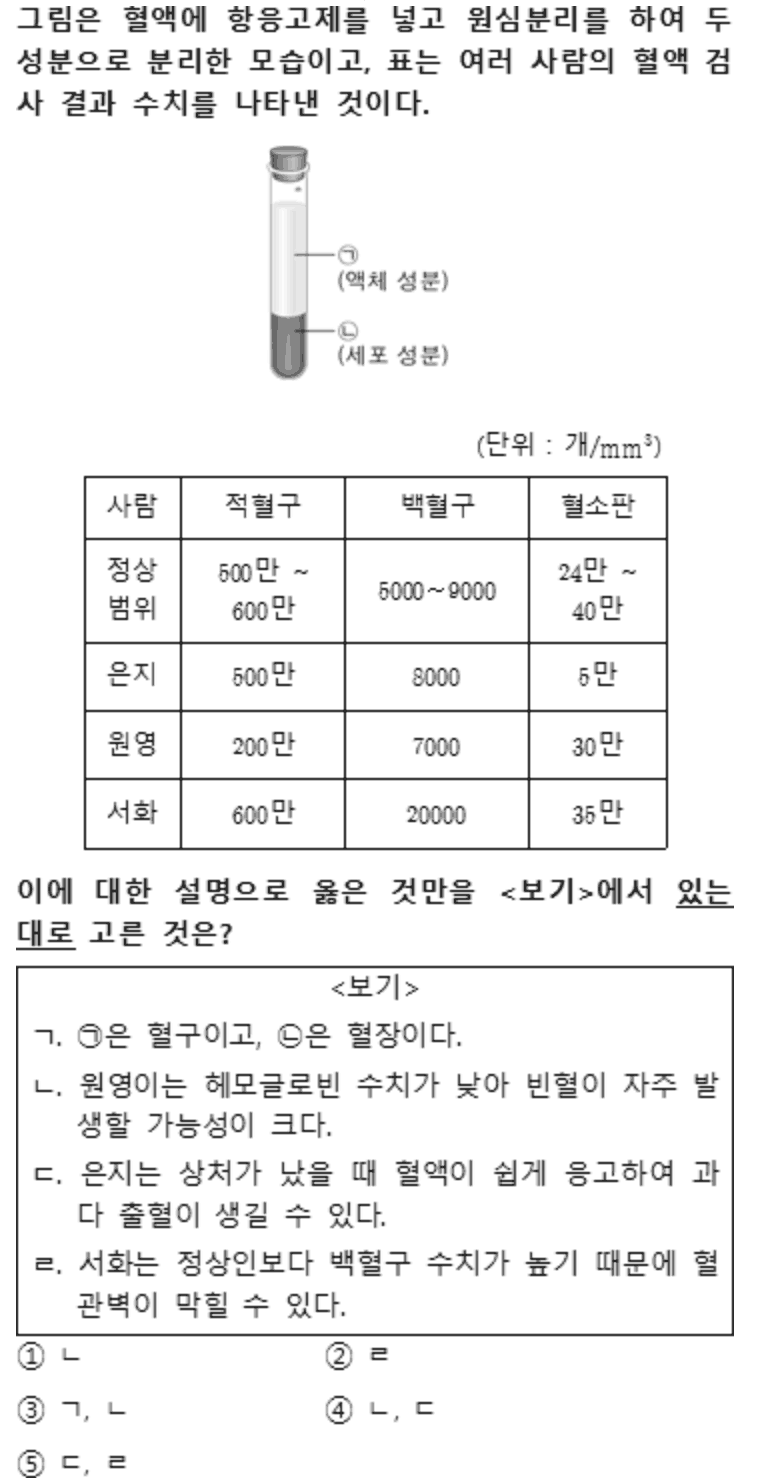 그림은 혈액에 항응고제를 넣고 원심분리를 하여 두
성분으로 분리한 모습이고, 표는 여러 사람의 혈액 검
사 결과 수치를 나타낸 것이다.
㉠
(액체 성분)
㉡
(세포 성분)
(단위 : 개/mm³)
사람 적혈구 백혈구 혈소판
정상 범위 500만 ~ 600만 5000~9000 24만 ~ 40만
은지 500만 8000 5만
원영 200만 7000 30만
서화 600만 20000 35만
이에 대한 설명으로 옳은 것만을 <보기>에서 있는
대로 고른 것은?
<보기>
ㄱ. ㉠은 혈구이고, ㉡은 혈장이다.
ㄴ. 원영이는 헤모글로빈 수치가 낮아 빈혈이 자주 발
생할 가능성이 크다.
ㄷ. 은지는 상처가 났을 때 혈액이 쉽게 응고하여 과
다 출혈이 생길 수 있다.
ㄹ. 서화는 정상인보다 백혈구 수치가 높기 때문에 혈
관벽이 막힐 수 있다.
① ㄴ ② ㄹ
③ ㄱ, ㄴ ④ ㄴ, ㄷ
⑤ ㄷ, ㄹ